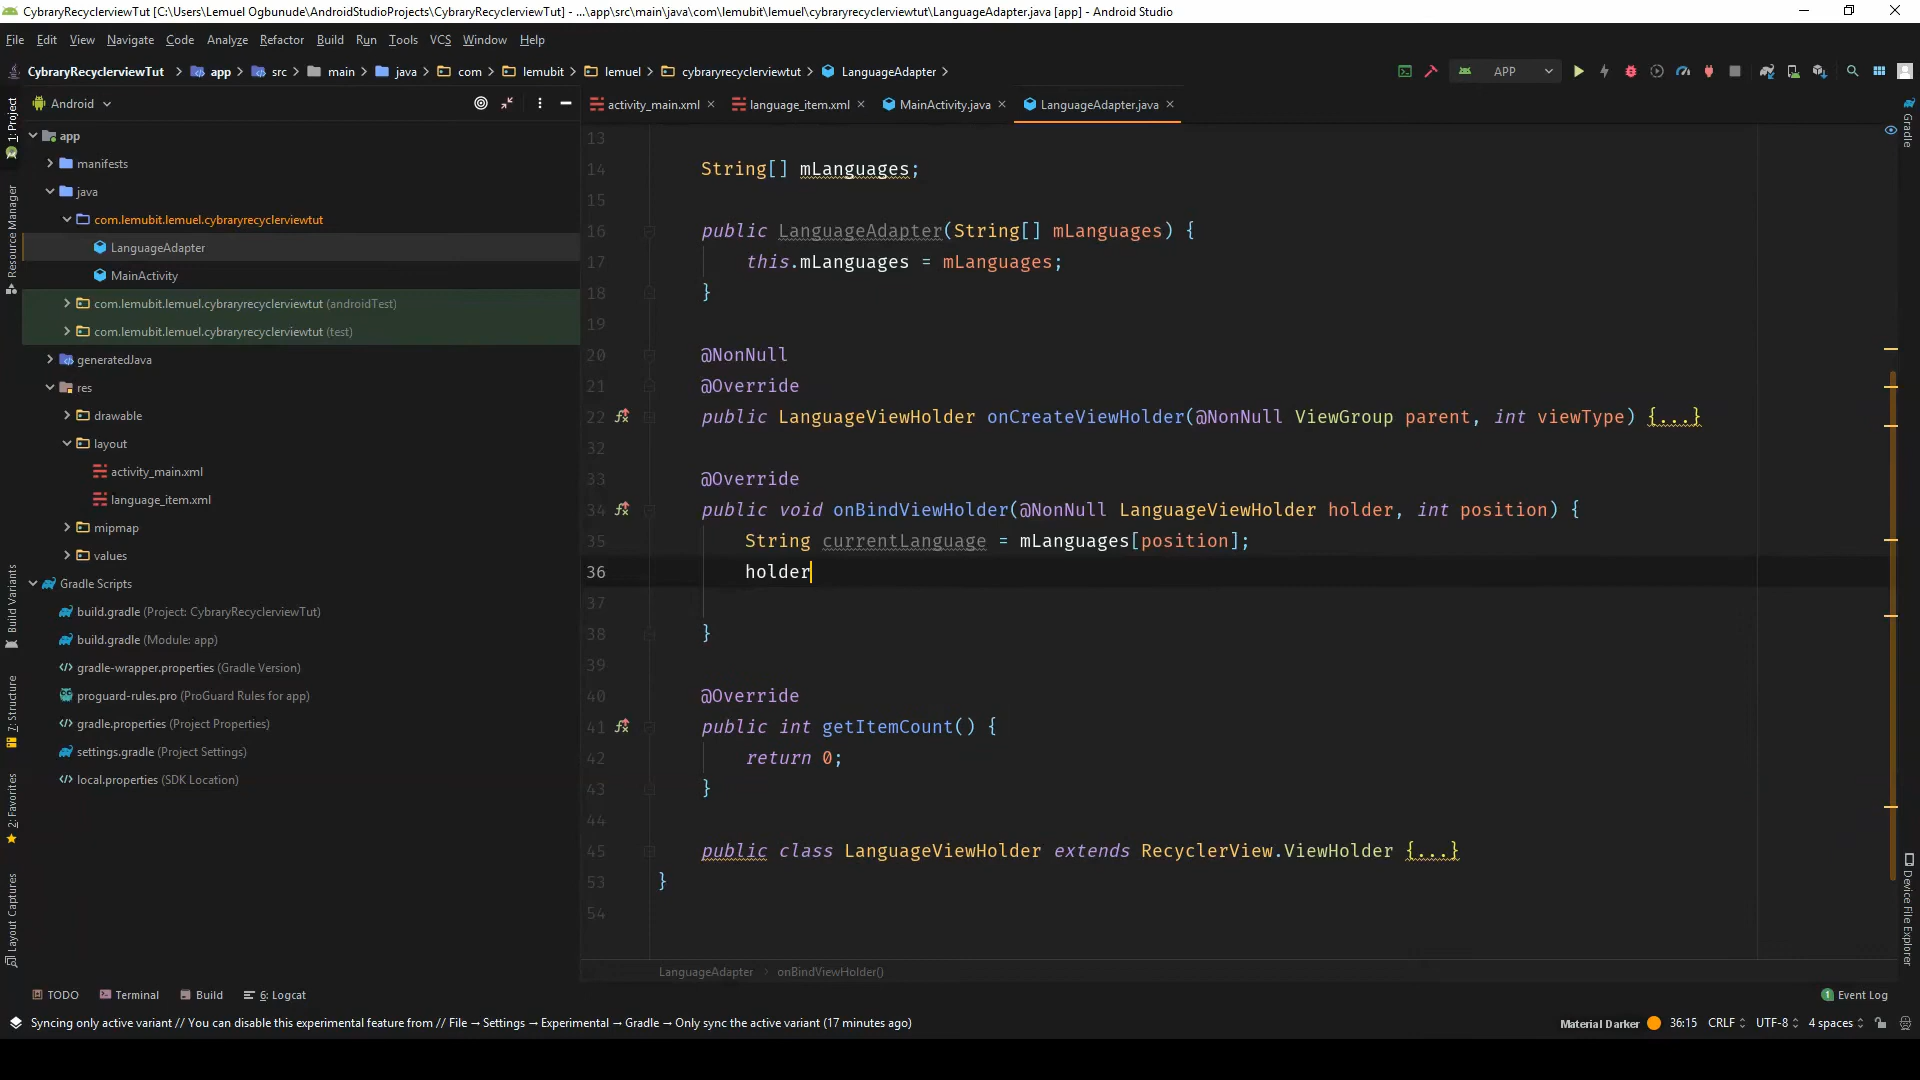 CybraryRecyclerviewTut [C:\Users\Lemuel Ogbunude\AndroidStudioProjects\CybraryRecyclerviewTut] - ...\app\src\main\java\com\lemubit\lemuel\cybraryrecyclerviewtut\LanguageAdapter.java [app] - Android Studio
File Edit View Navigate Code Analyze Refactor Build Run Tools VCS Window Help
CybraryRecyclerviewTut app src main java com lemubit lemuel cybraryrecyclerviewtut LanguageAdapter APP
Android
activity_main.xml language_item.xml MainActivity.java LanguageAdapter.java
1: Project
Resource Manager
Build Variants
7: Structure
2: Favorites
Layout Captures
app
manifests
java
com.lemubit.lemuel.cybraryrecyclerviewtut
LanguageAdapter
MainActivity
com.lemubit.lemuel.cybraryrecyclerviewtut (androidTest)
com.lemubit.lemuel.cybraryrecyclerviewtut (test)
generatedJava
res
drawable
layout
activity_main.xml
language_item.xml
mipmap
values
Gradle Scripts
build.gradle (Project: CybraryRecyclerviewTut)
build.gradle (Module: app)
gradle-wrapper.properties (Gradle Version)
proguard-rules.pro (ProGuard Rules for app)
gradle.properties (Project Properties)
settings.gradle (Project Settings)
local.properties (SDK Location)
13
14 String[] mLanguages;
15
16 public LanguageAdapter(String[] mLanguages) {
17 this.mLanguages = mLanguages;
18 }
19
20 @NonNull
21 @Override
22 public LanguageViewHolder onCreateViewHolder(@NonNull ViewGroup parent, int viewType) {...}
32
33 @Override
34 public void onBindViewHolder(@NonNull LanguageViewHolder holder, int position) {
35 String currentLanguage = mLanguages[position];
36 holder
37
38 }
39
40 @Override
41 public int getItemCount() {
42 return 0;
43 }
44
45 public class LanguageViewHolder extends RecyclerView.ViewHolder {...}
53 }
54
LanguageAdapter onBindViewHolder()
Gradle
Device File Explorer
TODO Terminal Build 6: Logcat 1 Event Log
Syncing only active variant // You can disable this experimental feature from // File → Settings → Experimental → Gradle → Only sync the active variant (17 minutes ago) Material Darker 36:15 CRLF UTF-8 4 spaces